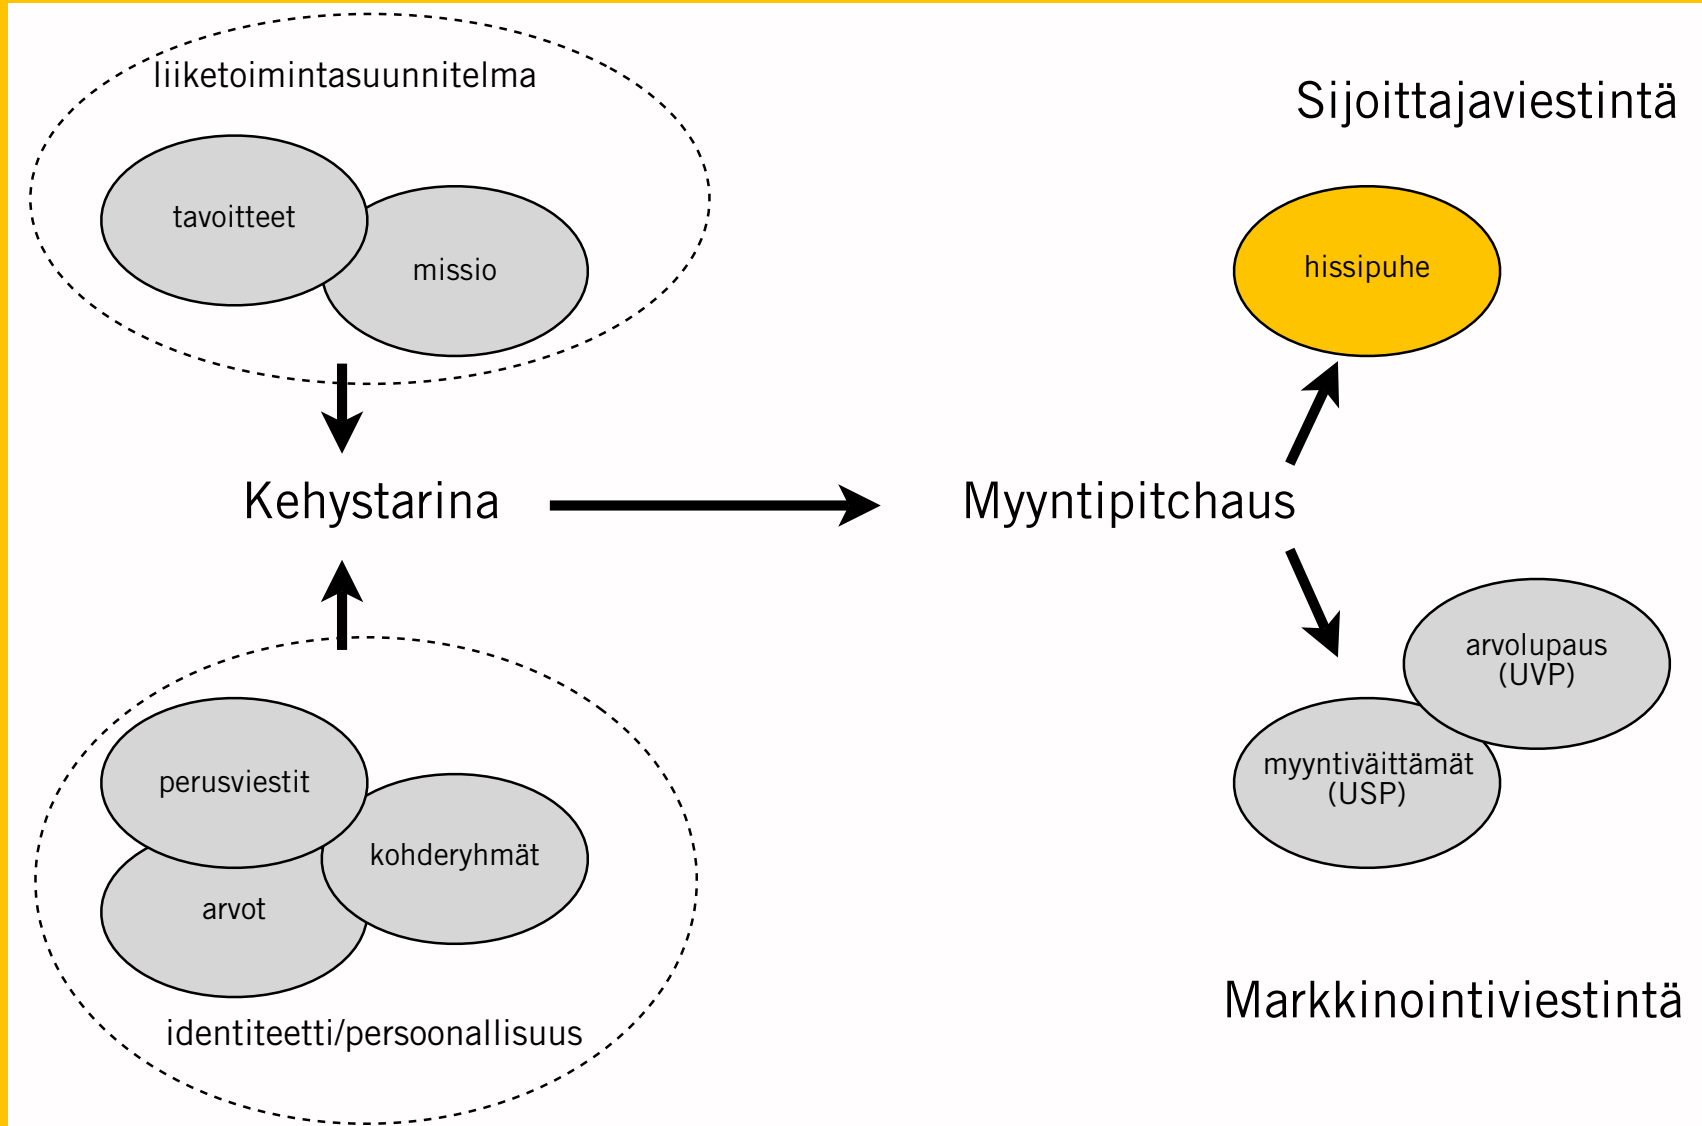 liiketoimintasuunnitelma
tavoitteet
missio
Sijoittajaviestintä
hissipuhe
Kehystarina
Myyntipitchaus
perusviestit
kohderyhmät
arvot
identiteetti/persoonallisuus
arvolupaus
(UVP)
myyntiväittämät
(USP)
Markkinointiviestintä